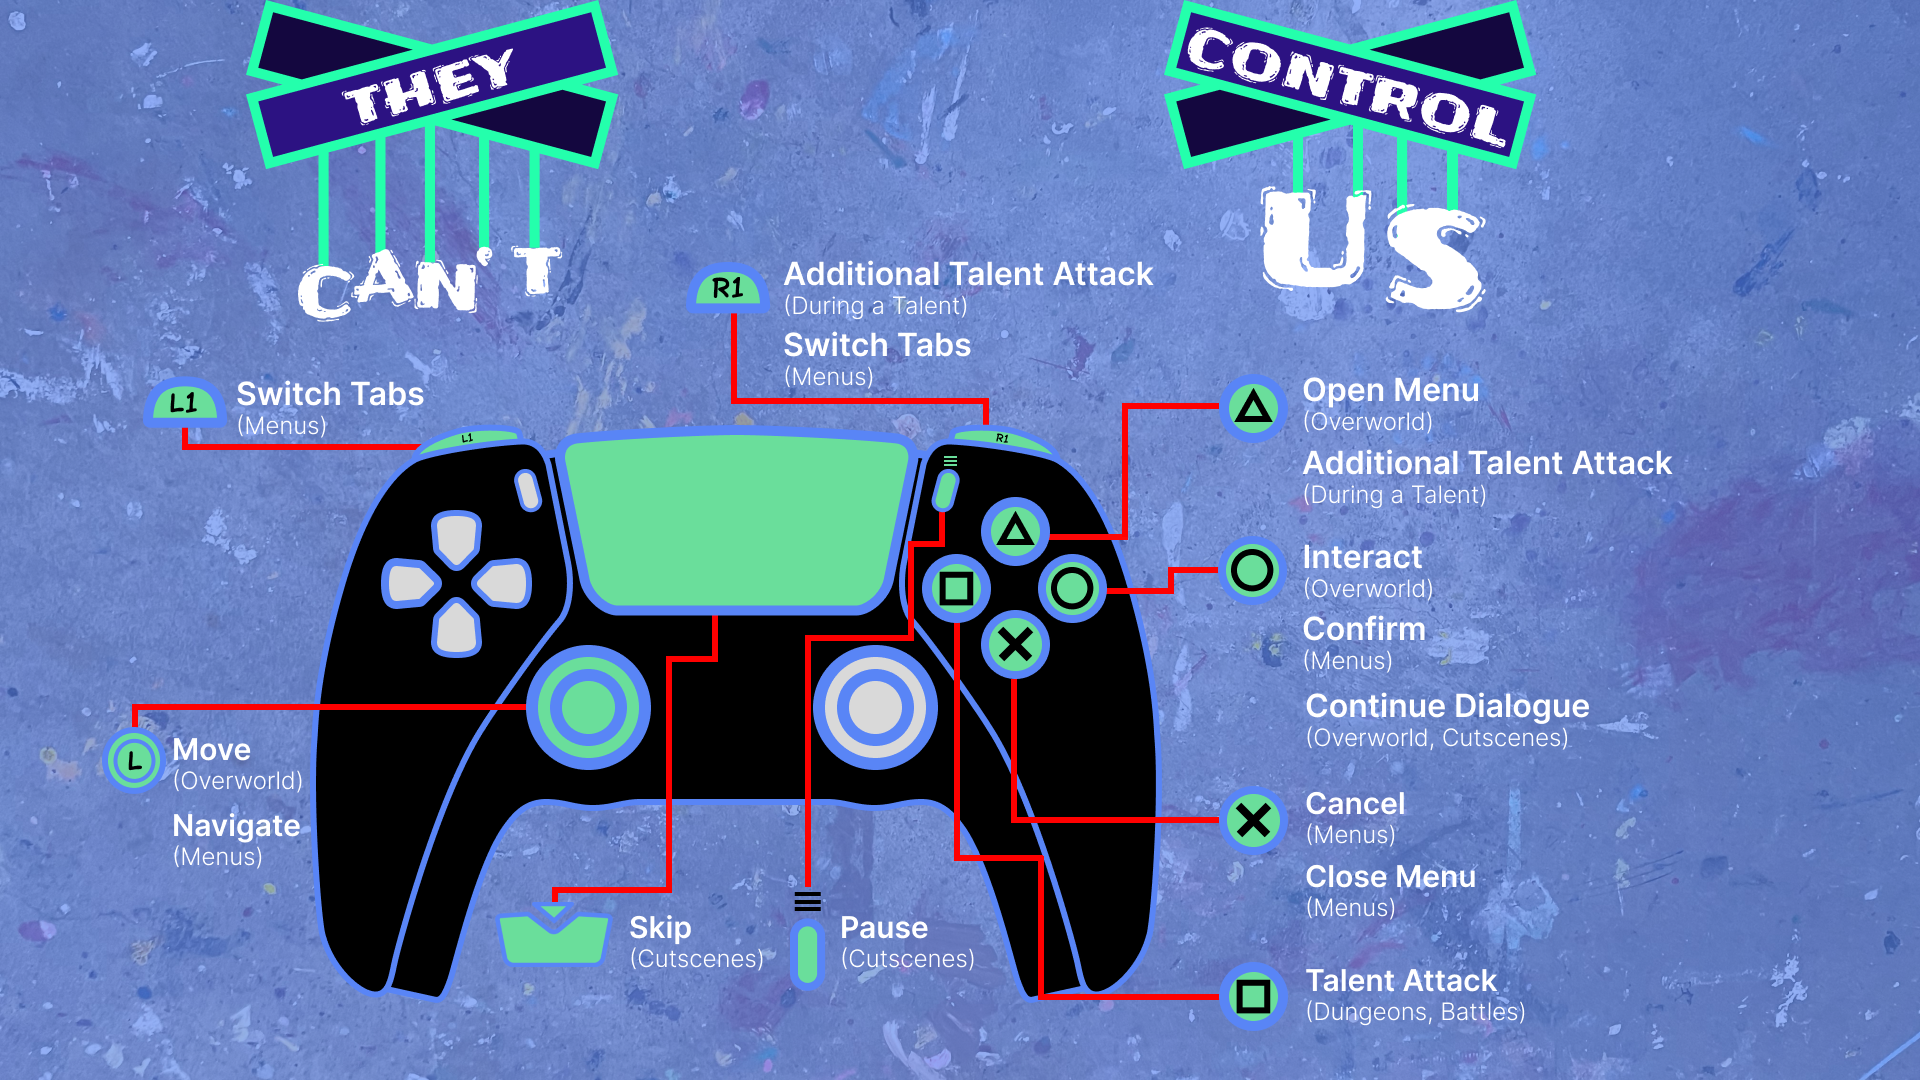 THEY
CAN'T
CONTROL
US
R1
Additional Talent Attack
(During a Talent)
Switch Tabs
(Menus)
L1
Switch Tabs
(Menus)
L1
R1
Open Menu
(Overworld)
Additional Talent Attack
(During a Talent)
Interact
(Overworld)
Confirm
(Menus)
Continue Dialogue
(Overworld, Cutscenes)
L
Move
(Overworld)
Navigate
(Menus)
Cancel
(Menus)
Close Menu
(Menus)
Skip
(Cutscenes)
Pause
(Cutscenes)
Talent Attack
(Dungeons, Battles)